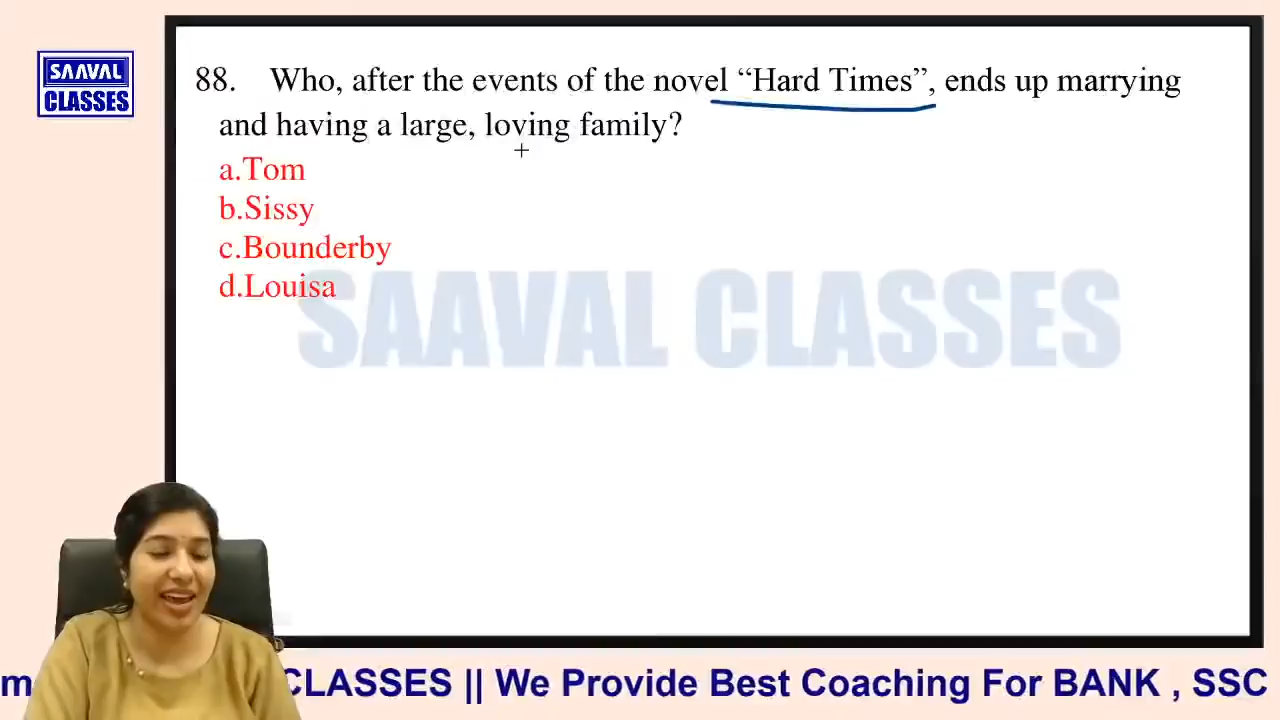 SAAVAL
CLASSES
88. Who, after the events of the novel “Hard Times”, ends up marrying
and having a large, loving family?
a.Tom
b.Sissy
c.Bounderby
d.Louisa
SAAVAL CLASSES
CLASSES || We Provide Best Coaching For BANK , SSC